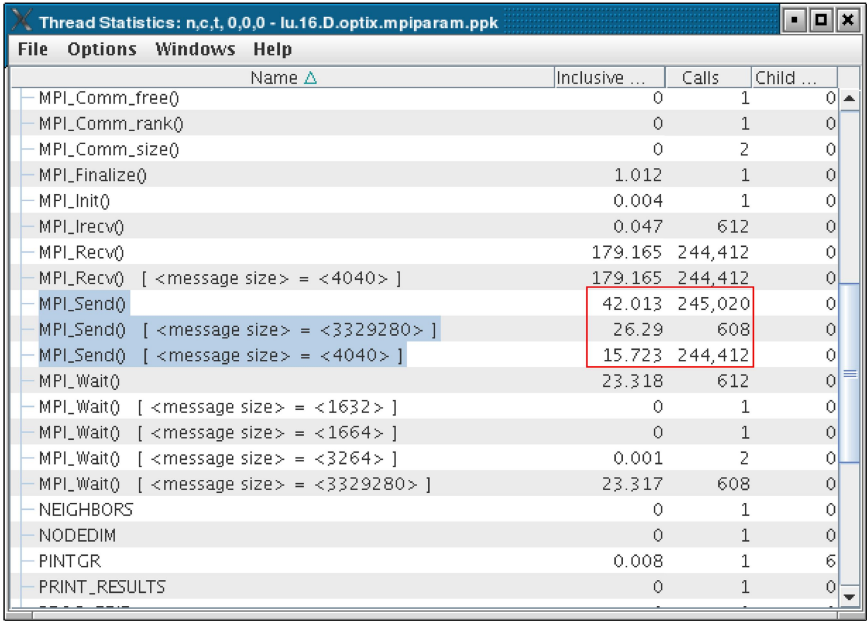 Thread Statistics: n,c,t, 0,0,0 - lu.16.D.optix.mpiparam.ppk
File Options Windows Help
Name Inclusive ... Calls Child ...
MPI_Comm_free() 0 1 0
MPI_Comm_rank() 0 1 0
MPI_Comm_size() 0 2 0
MPI_Finalize() 1.012 1 0
MPI_Init() 0.004 1 0
MPI_Irecv() 0.047 612 0
MPI_Recv() 179.165 244,412 0
MPI_Recv() [ <message size> = <4040> ] 179.165 244,412 0
MPI_Send() 42.013 245,020 0
MPI_Send() [ <message size> = <3329280> ] 26.29 608 0
MPI_Send() [ <message size> = <4040> ] 15.723 244,412 0
MPI_Wait() 23.318 612 0
MPI_Wait() [ <message size> = <1632> ] 0 1 0
MPI_Wait() [ <message size> = <1664> ] 0 1 0
MPI_Wait() [ <message size> = <3264> ] 0.001 2 0
MPI_Wait() [ <message size> = <3329280> ] 23.317 608 0
NEIGHBORS 0 1 0
NODEDIM 0 1 0
PINTGR 0.008 1 6
PRINT_RESULTS 0 1 0